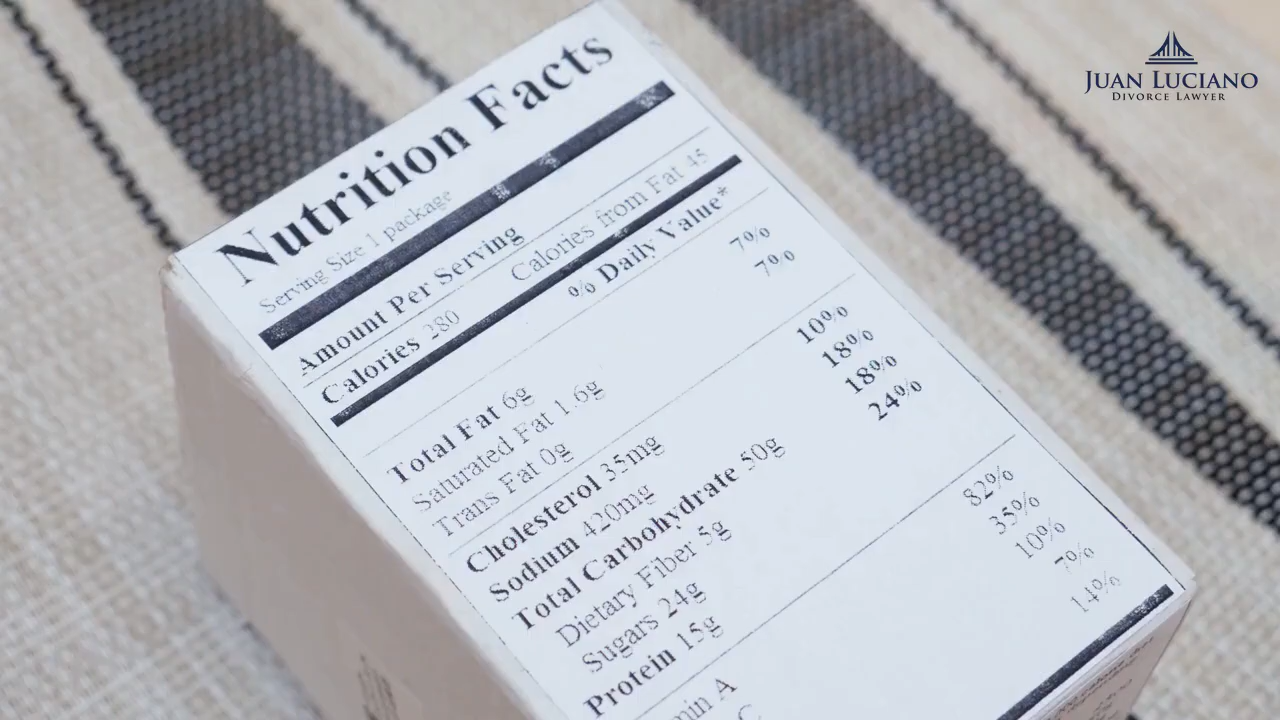 JUAN LUCIANO
DIVORCE LAWYER
Nutrition Facts
Serving Size 1 package
Amount Per Serving
Calories 280 Calories from Fat 45
% Daily Value*
Total Fat 6g 7%
Saturated Fat 1.6g 7%
Trans Fat 0g
Cholesterol 35mg 10%
Sodium 420mg 18%
Total Carbohydrate 50g 18%
Dietary Fiber 5g 24%
Sugars 24g
Protein 15g
82%
35%
10%
7%
14%